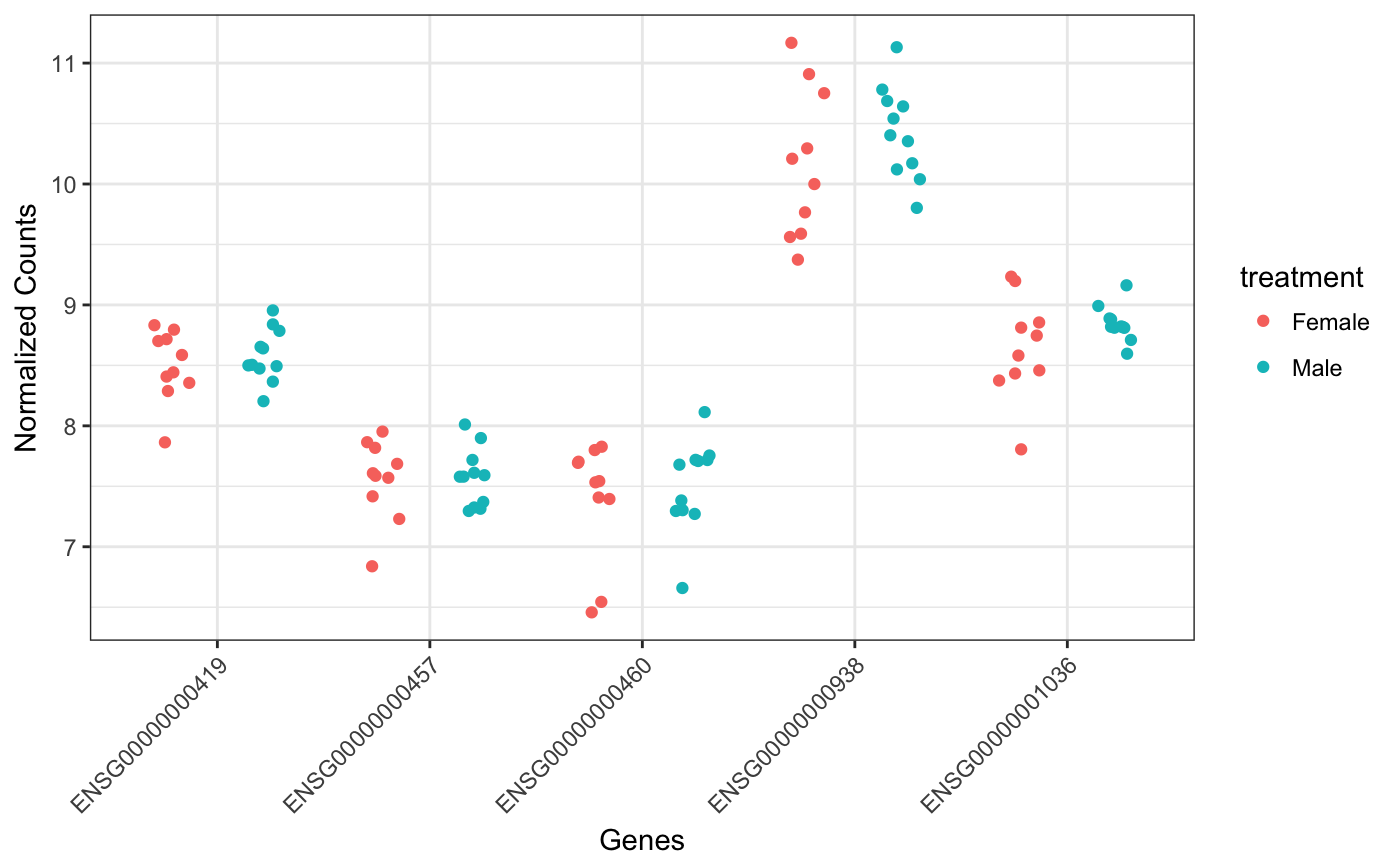 11
10
9
8
7
Normalized Counts
ENSG00000000419
ENSG00000000457
ENSG00000000460
ENSG00000000938
ENSG00000001036
Genes
treatment
Female
Male